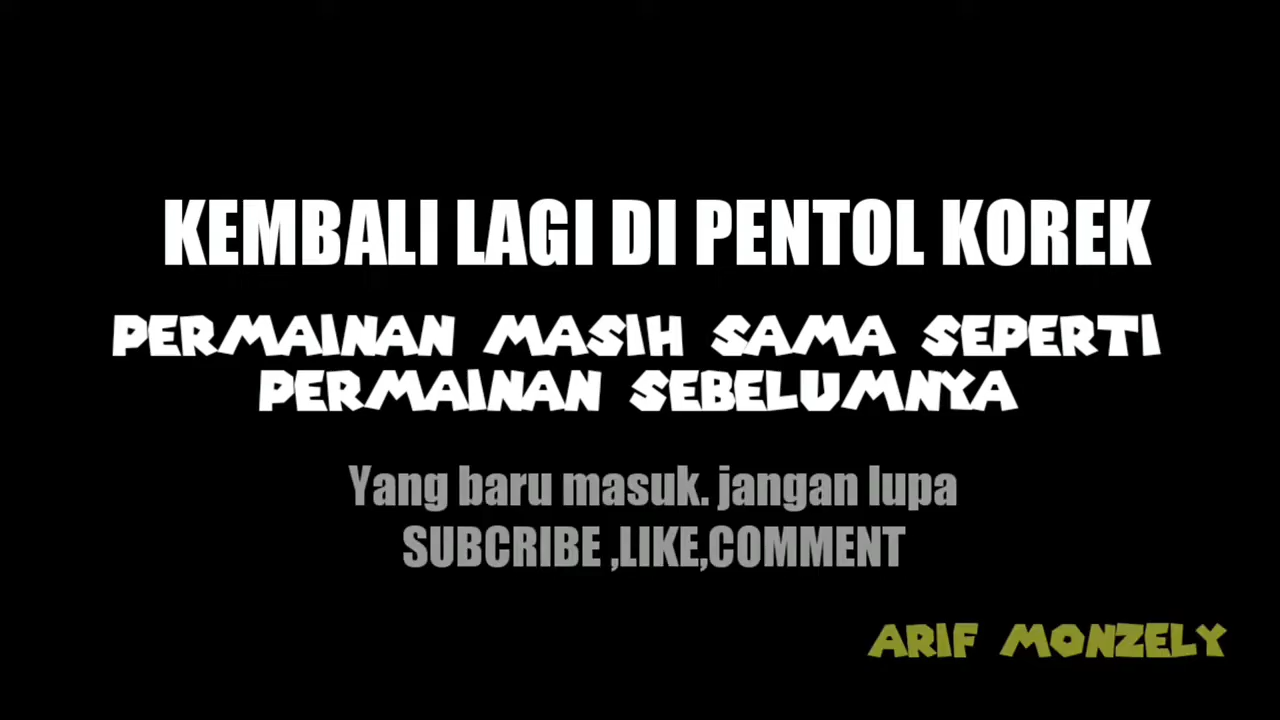 KEMBALI LAGI DI PENTOL KOREK
PERMAINAN MASIH SAMA SEPERTI
PERMAINAN SEBELUMNYA
Yang baru masuk. jangan lupa
SUBCRIBE ,LIKE,COMMENT
ARIF MONZELY